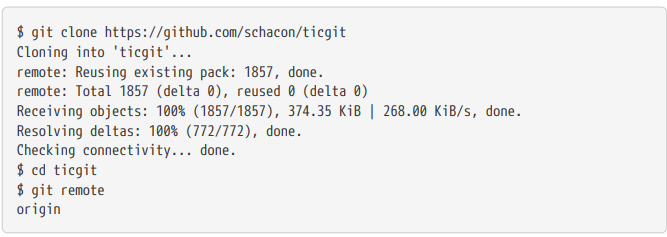 $ git clone https://github.com/schacon/ticgit
Cloning into 'ticgit'...
remote: Reusing existing pack: 1857, done.
remote: Total 1857 (delta 0), reused 0 (delta 0)
Receiving objects: 100% (1857/1857), 374.35 KiB | 268.00 KiB/s, done.
Resolving deltas: 100% (772/772), done.
Checking connectivity... done.
$ cd ticgit
$ git remote
origin